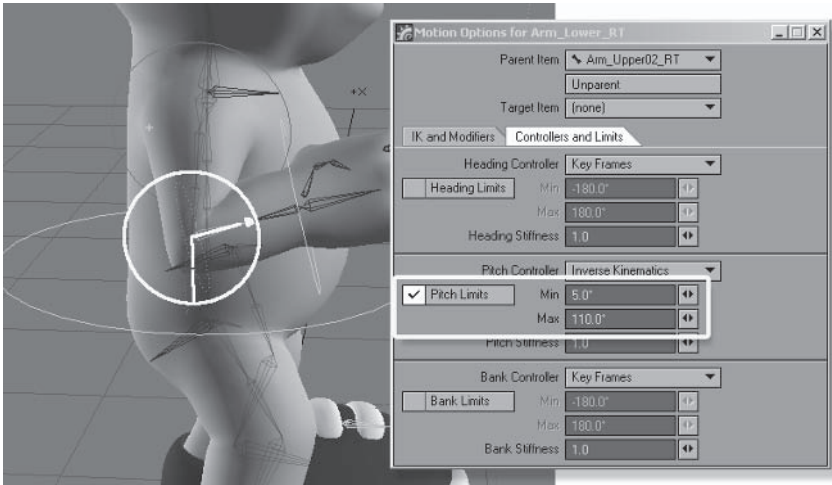 Motion Options for Arm_Lower_RT
Parent Item Arm_Upper02_RT
Unparent
Target Item (none)
IK and Modifiers Controllers and Limits
Heading Controller Key Frames
Heading Limits Min -180.0°
Max 180.0°
Heading Stiffness 1.0
Pitch Controller Inverse Kinematics
Pitch Limits Min 5.0°
Max 110.0°
Pitch Stiffness 1.0
Bank Controller Key Frames
Bank Limits Min -180.0°
Max 180.0°
Bank Stiffness 1.0
+X